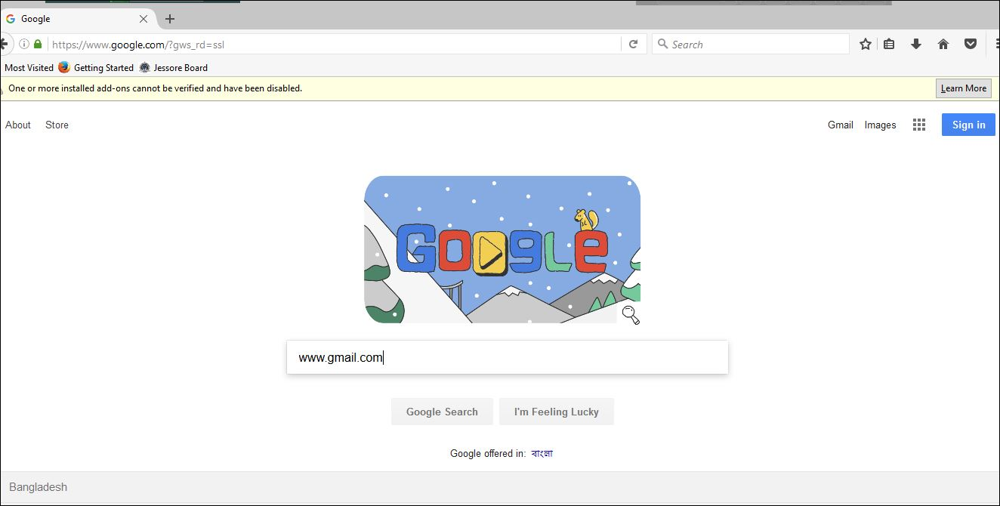 Google
https://www.google.com/?gws_rd=ssl
Search
Most Visited Getting Started Jessore Board
One or more installed add-ons cannot be verified and have been disabled.
Learn More
About Store
Gmail Images
Sign in
Google
www.gmail.com
Google Search I'm Feeling Lucky
Google offered in: বাংলা
Bangladesh